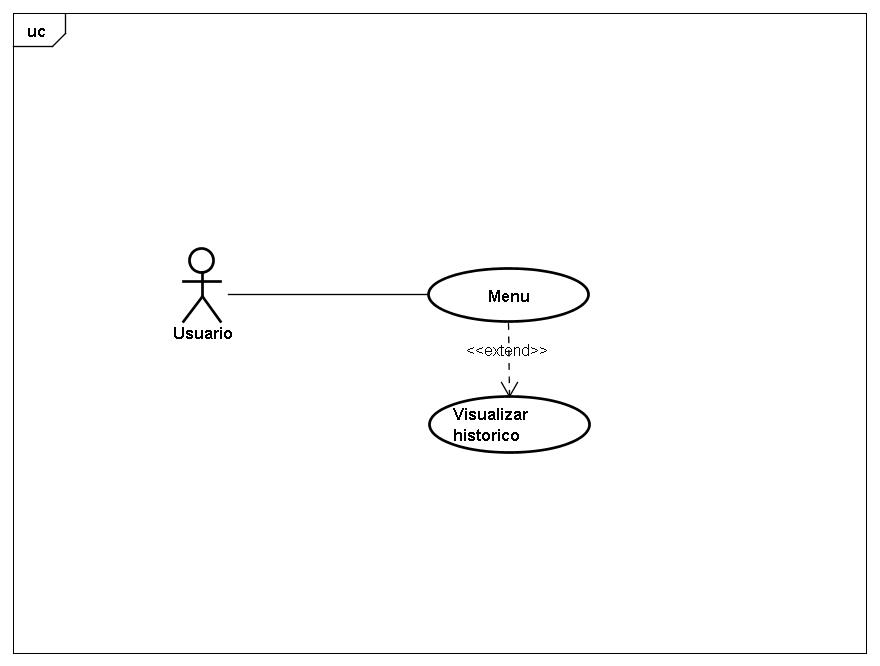 uc
Menu
Usuario
<<extend>>
Visualizar
historico